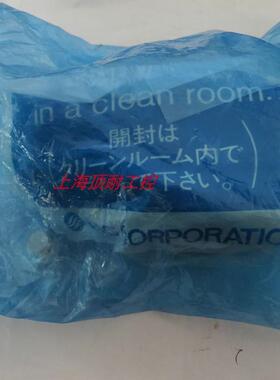 in a clean room.
開封は
クリーンルーム内で
下さい。
上海顶耐工控
ORPORATIO